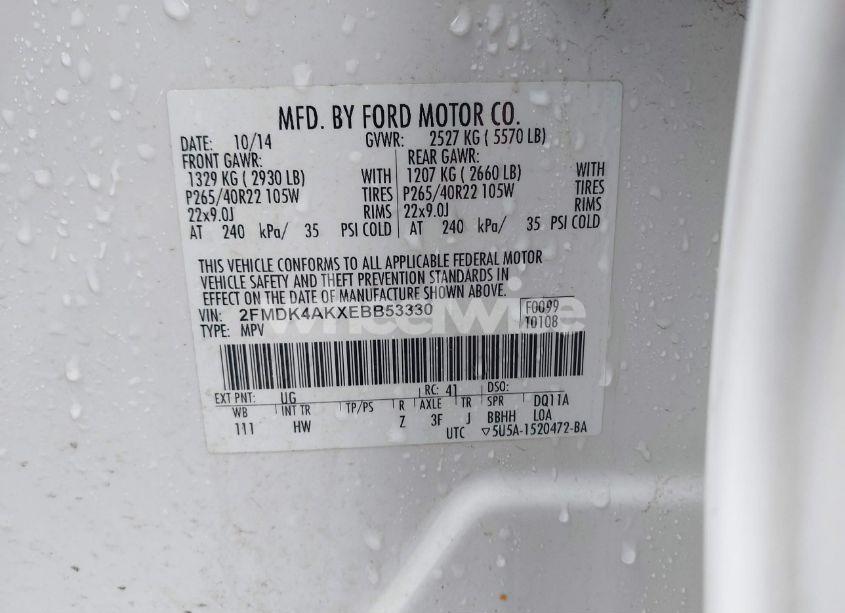 MFD. BY FORD MOTOR CO.
DATE: 10/14 GVWR: 2527 KG ( 5570 LB)
FRONT GAWR: REAR GAWR:
1329 KG ( 2930 LB) WITH 1207 KG ( 2660 LB) WITH
P265/40R22 105W TIRES P265/40R22 105W TIRES
22x9.0J RIMS 22x9.0J RIMS
AT 240 kPa/ 35 PSI COLD AT 240 kPa/ 35 PSI COLD
THIS VEHICLE CONFORMS TO ALL APPLICABLE FEDERAL MOTOR
VEHICLE SAFETY AND THEFT PREVENTION STANDARDS IN
EFFECT ON THE DATE OF MANUFACTURE SHOWN ABOVE.
VIN: 2FMDK4AKXEBB53330 F0099
TYPE: MPV T0108
wheelwise
EXT PNT: UG RC: 41 DSO:
WB INT TR TP/PS R AXLE TR SPR DQ11A
111 HW Z 3F J BBHH LOA
UTC ▽5U5A-1520472-BA